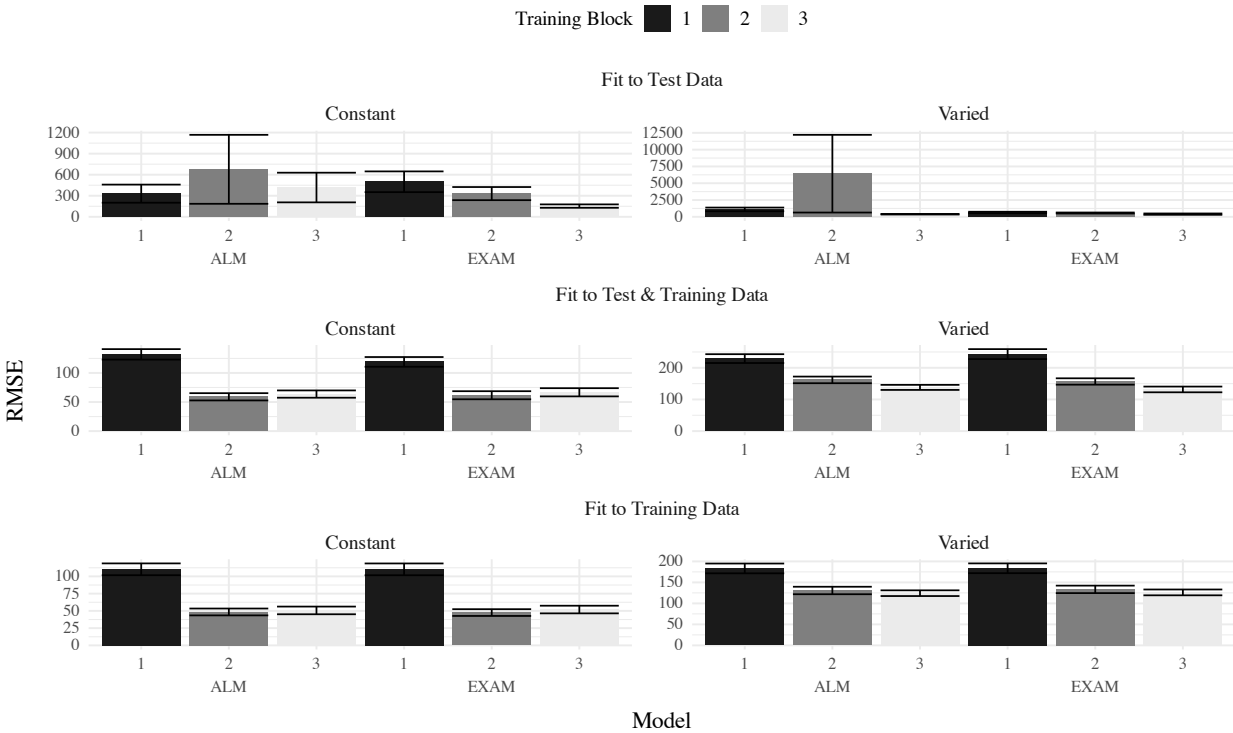 Training Block 1 2 3
Fit to Test Data
Constant Varied
1200 12500
900 10000
600 7500
300 5000
0 2500
0
1 2 3 1 2 3 1 2 3 1 2 3
ALM EXAM ALM EXAM
Fit to Test & Training Data
Constant Varied
100 200
50 100
0 0
1 2 3 1 2 3 1 2 3 1 2 3
ALM EXAM ALM EXAM
RMSE
Fit to Training Data
Constant Varied
100 200
75 150
50 100
25 50
0 0
1 2 3 1 2 3 1 2 3 1 2 3
ALM EXAM ALM EXAM
Model